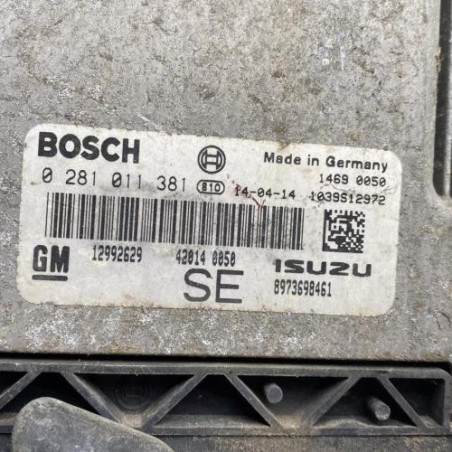 BOSCH
Made in Germany
1469 0050
0 281 011 381 810 14-04-14 1039S12972
12992629 42014 0050
GM SE ISUZU
8973698461